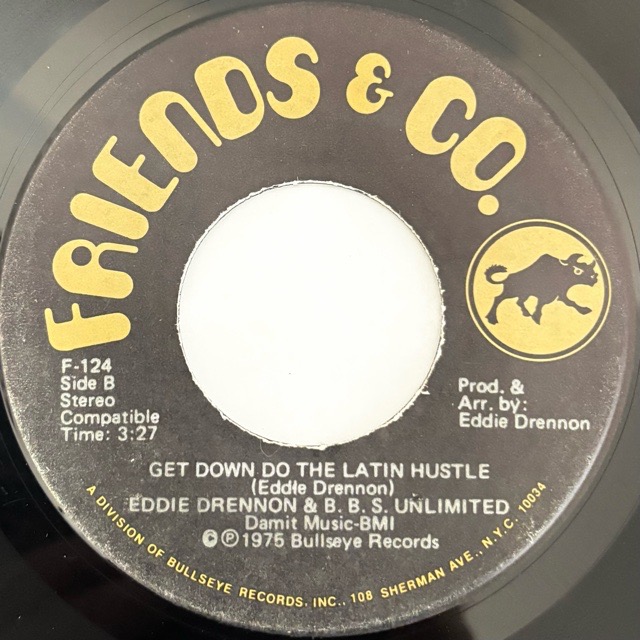 FRIENDS & CO.
F-124
Side B
Stereo
Compatible
Time: 3:27
Prod. &
Arr. by:
Eddie Drennon
GET DOWN DO THE LATIN HUSTLE
(Eddie Drennon)
EDDIE DRENNON & B. B. S. UNLIMITED
Damit Music-BMI
© ℗ 1975 Bullseye Records
A DIVISION OF BULLSEYE RECORDS, INC., 108 SHERMAN AVE., N.Y.C. 10034